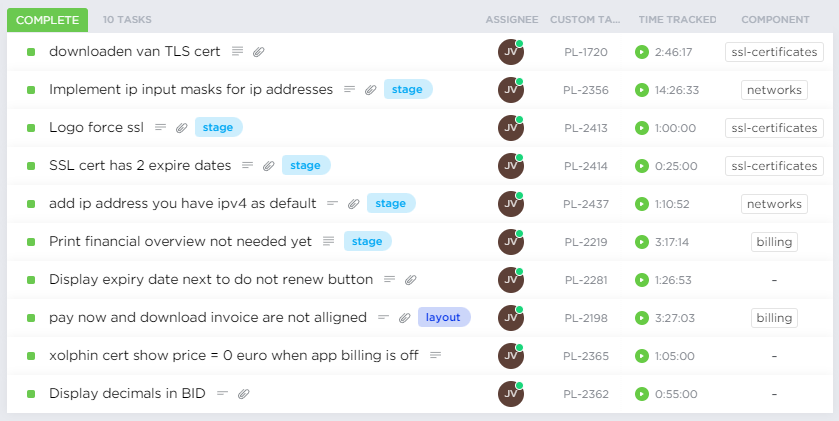 COMPLETE 10 TASKS ASSIGNEE CUSTOM TA... TIME TRACKED COMPONENT
downloaden van TLS cert JV PL-1720 2:46:17 ssl-certificates
Implement ip input masks for ip addresses stage JV PL-2356 14:26:33 networks
Logo force ssl stage JV PL-2413 1:00:00 ssl-certificates
SSL cert has 2 expire dates stage JV PL-2414 0:25:00 ssl-certificates
add ip address you have ipv4 as default stage JV PL-2437 1:10:52 networks
Print financial overview not needed yet stage JV PL-2219 3:17:14 billing
Display expiry date next to do not renew button JV PL-2281 1:26:53 –
pay now and download invoice are not alligned layout JV PL-2198 3:27:03 billing
xolphin cert show price = 0 euro when app billing is off JV PL-2365 1:05:00 –
Display decimals in BID JV PL-2362 0:55:00 –